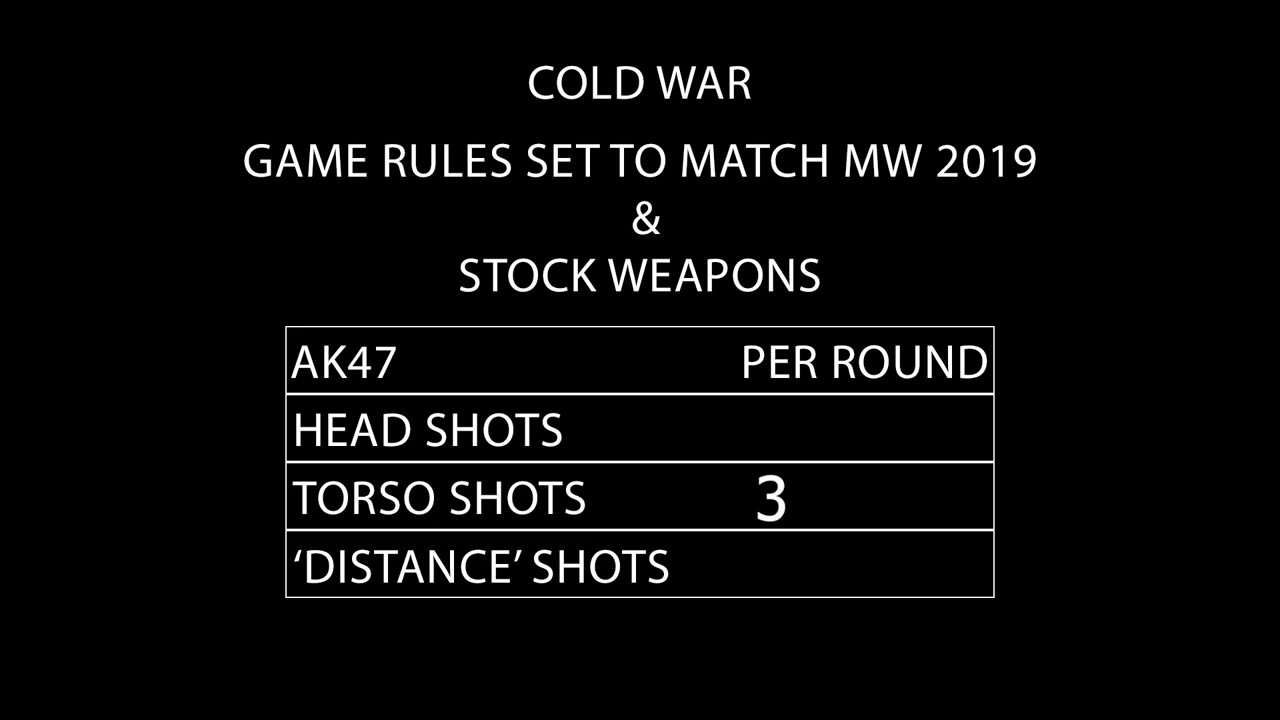 COLD WAR
GAME RULES SET TO MATCH MW 2019
&
STOCK WEAPONS
AK47 PER ROUND
HEAD SHOTS
TORSO SHOTS 3
‘DISTANCE’ SHOTS